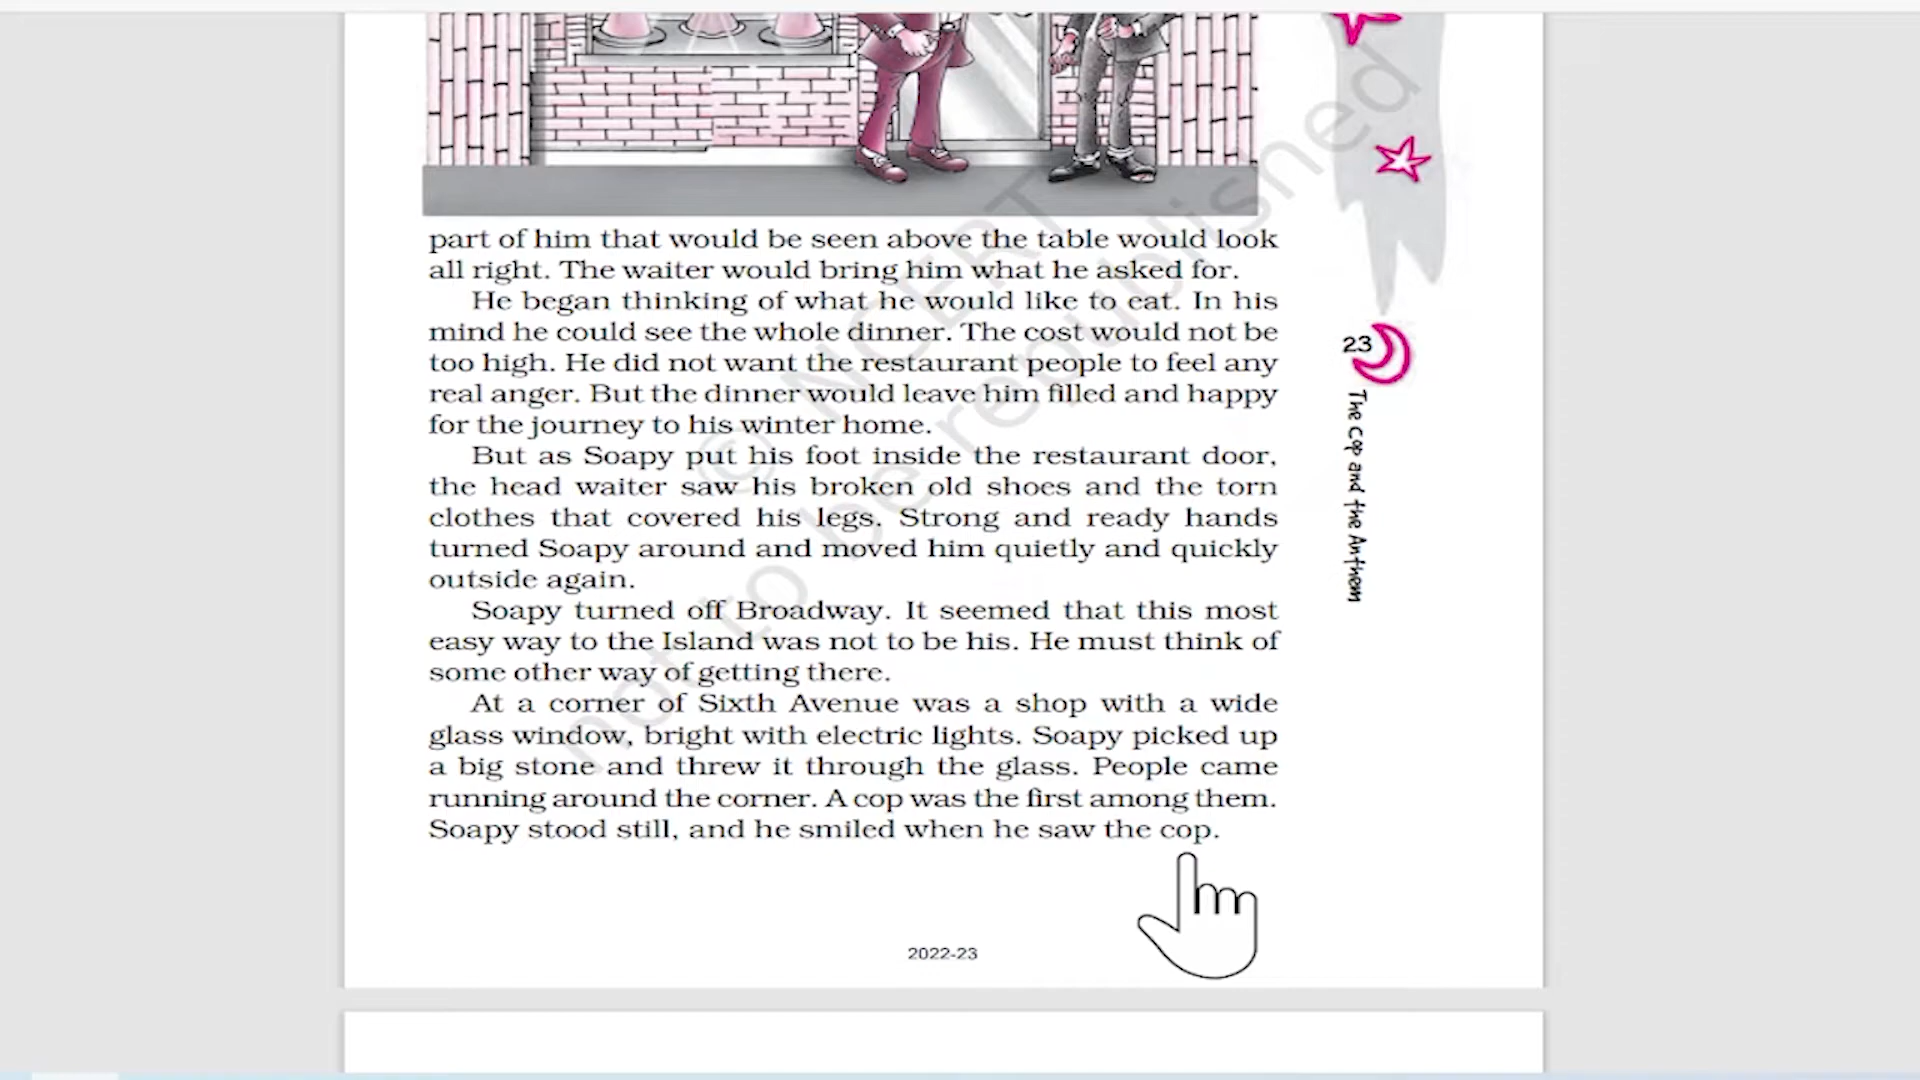 part of him that would be seen above the table would look
all right. The waiter would bring him what he asked for.
He began thinking of what he would like to eat. In his
mind he could see the whole dinner. The cost would not be
too high. He did not want the restaurant people to feel any
real anger. But the dinner would leave him filled and happy
for the journey to his winter home.
But as Soapy put his foot inside the restaurant door,
the head waiter saw his broken old shoes and the torn
clothes that covered his legs. Strong and ready hands
turned Soapy around and moved him quietly and quickly
outside again.
Soapy turned off Broadway. It seemed that this most
easy way to the Island was not to be his. He must think of
some other way of getting there.
At a corner of Sixth Avenue was a shop with a wide
glass window, bright with electric lights. Soapy picked up
a big stone and threw it through the glass. People came
running around the corner. A cop was the first among them.
Soapy stood still, and he smiled when he saw the cop.
2022-23
23
The Cop and the Anthem
© NCERT
not to be republished